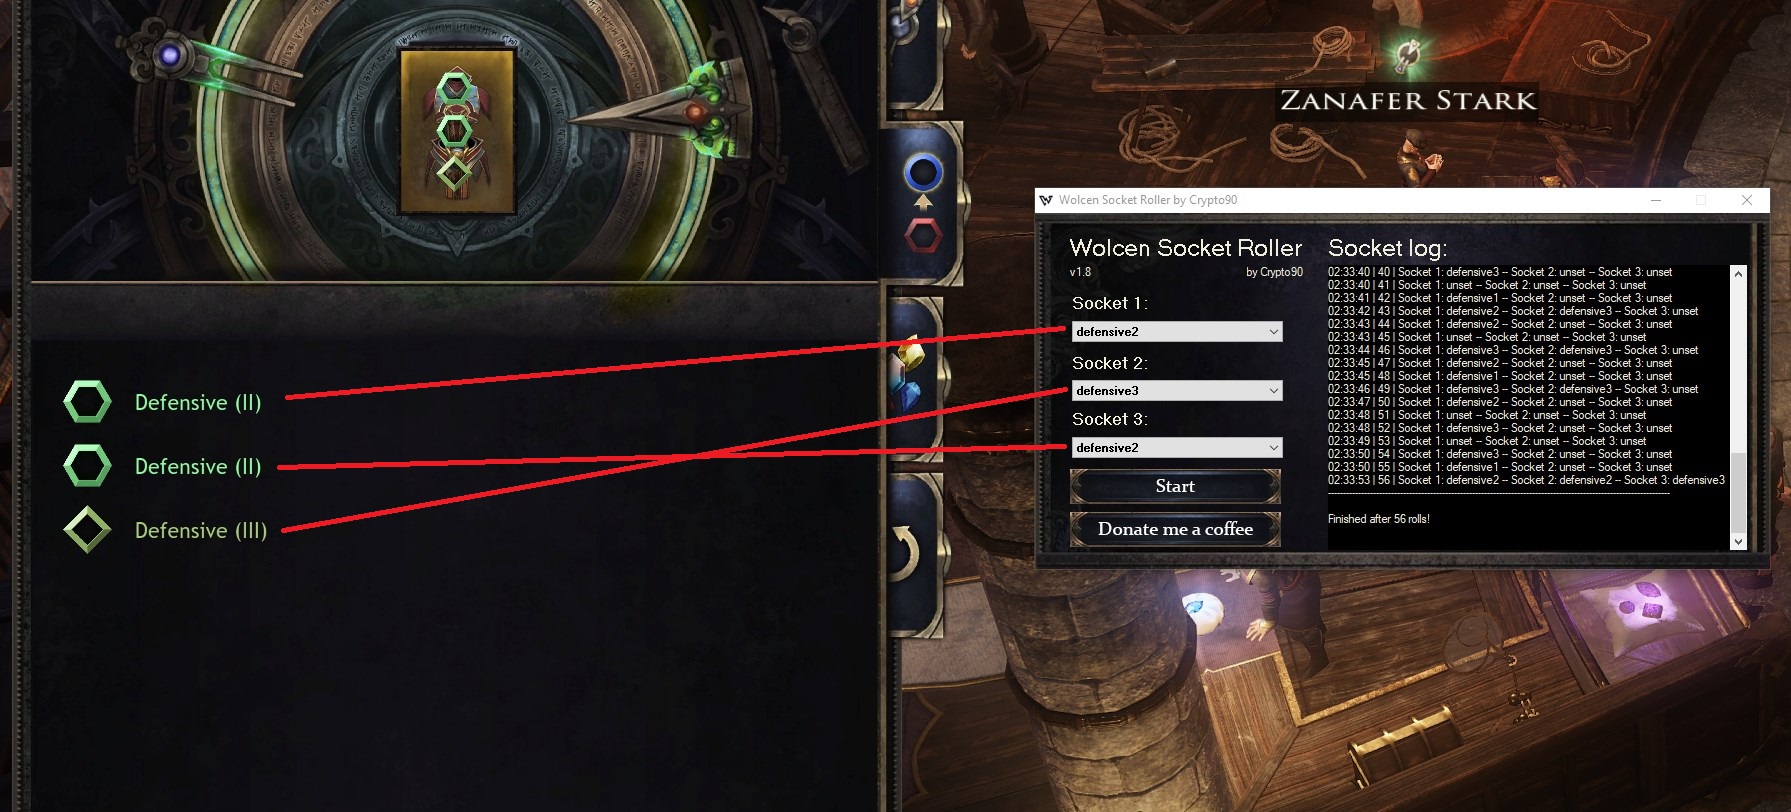 Defensive (II)
Defensive (II)
Defensive (III)
ZANAFER STARK
Wolcen Socket Roller by Crypto90
Wolcen Socket Roller
v1.8
by Crypto90
Socket 1:
defensive2
Socket 2:
defensive3
Socket 3:
defensive2
Start
Donate me a coffee
Socket log:
02:33:40 | 40 | Socket 1: defensive3 -- Socket 2: unset -- Socket 3: unset
02:33:40 | 41 | Socket 1: unset -- Socket 2: unset -- Socket 3: unset
02:33:41 | 42 | Socket 1: defensive1 -- Socket 2: unset -- Socket 3: unset
02:33:42 | 43 | Socket 1: defensive2 -- Socket 2: defensive3 -- Socket 3: unset
02:33:43 | 44 | Socket 1: defensive2 -- Socket 2: unset -- Socket 3: unset
02:33:43 | 45 | Socket 1: unset -- Socket 2: unset -- Socket 3: unset
02:33:44 | 46 | Socket 1: defensive3 -- Socket 2: defensive3 -- Socket 3: unset
02:33:45 | 47 | Socket 1: defensive2 -- Socket 2: unset -- Socket 3: unset
02:33:45 | 48 | Socket 1: defensive1 -- Socket 2: unset -- Socket 3: unset
02:33:46 | 49 | Socket 1: defensive3 -- Socket 2: defensive3 -- Socket 3: unset
02:33:47 | 50 | Socket 1: defensive2 -- Socket 2: unset -- Socket 3: unset
02:33:48 | 51 | Socket 1: unset -- Socket 2: unset -- Socket 3: unset
02:33:48 | 52 | Socket 1: defensive3 -- Socket 2: unset -- Socket 3: unset
02:33:49 | 53 | Socket 1: unset -- Socket 2: unset -- Socket 3: unset
02:33:50 | 54 | Socket 1: defensive3 -- Socket 2: unset -- Socket 3: unset
02:33:50 | 55 | Socket 1: defensive1 -- Socket 2: unset -- Socket 3: unset
02:33:53 | 56 | Socket 1: defensive2 -- Socket 2: defensive2 -- Socket 3: defensive3
Finished after 56 rolls!